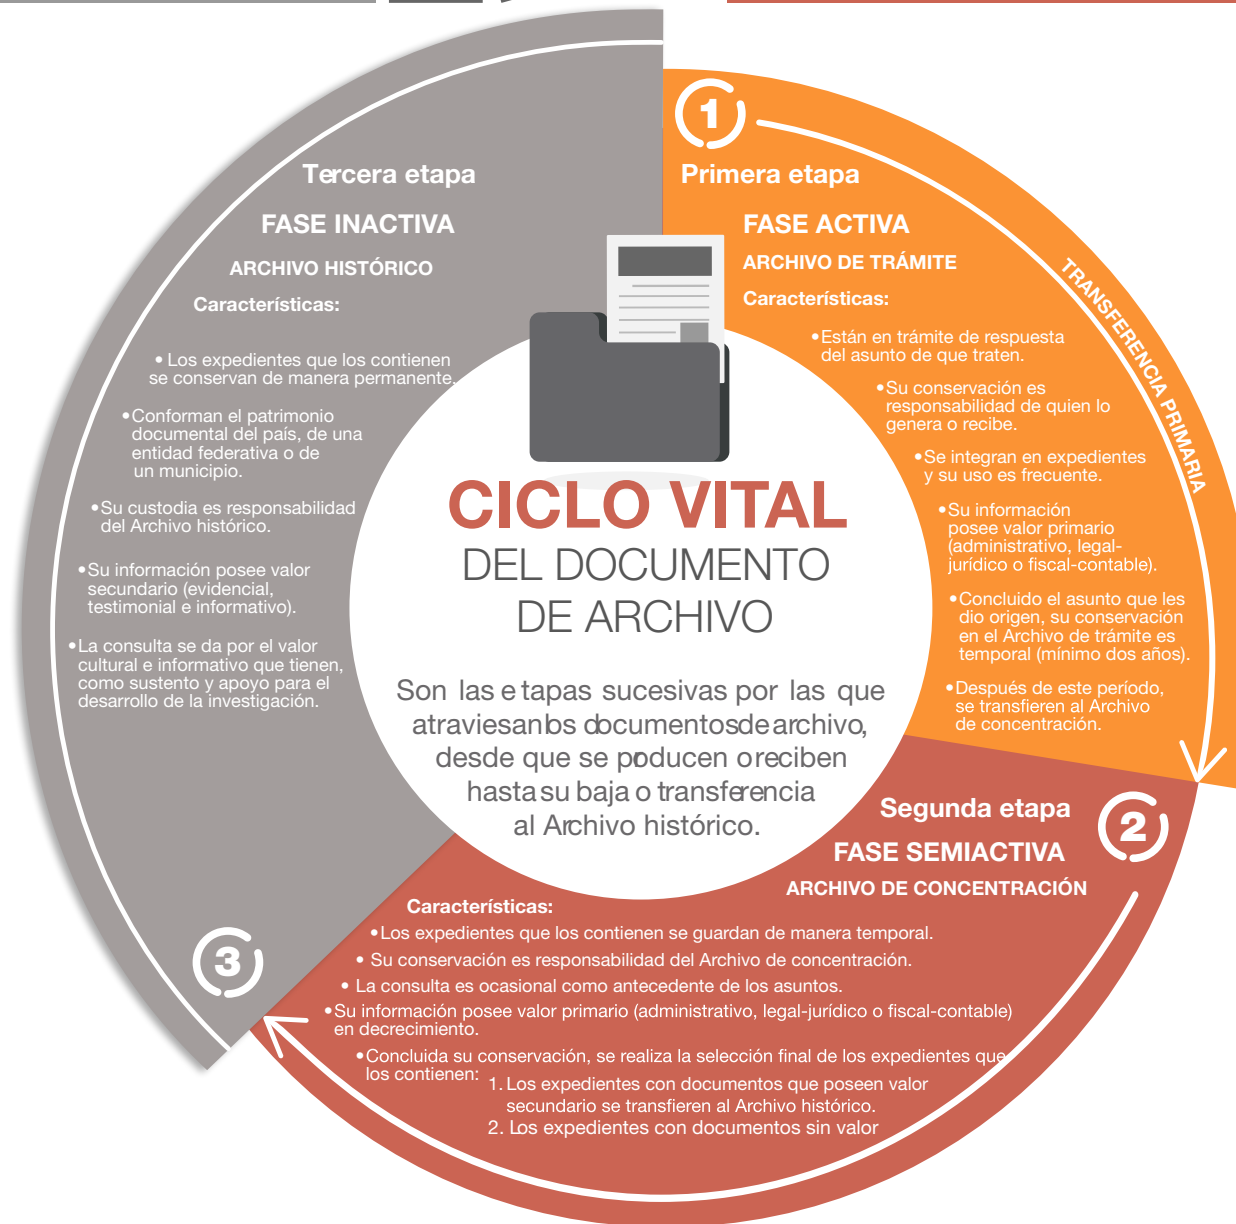 CICLO VITAL
DEL DOCUMENTO
DE ARCHIVO
Son las etapas sucesivas por las que
atraviesan los documentos de archivo,
desde que se producen o reciben
hasta su baja o transferencia
al Archivo histórico.
1
Primera etapa
FASE ACTIVA
ARCHIVO DE TRÁMITE
Características:
•Están en trámite de respuesta
del asunto de que traten.
•Su conservación es
responsabilidad de quien lo
genera o recibe.
•Se integran en expedientes
y su uso es frecuente.
•Su información
posee valor primario
(administrativo, legal-
jurídico o fiscal-contable).
•Concluido el asunto que les
dio origen, su conservación
en el Archivo de trámite es
temporal (mínimo dos años).
•Después de este período,
se transfieren al Archivo
de concentración.
TRANSFERENCIA PRIMARIA
2
Segunda etapa
FASE SEMIACTIVA
ARCHIVO DE CONCENTRACIÓN
Características:
•Los expedientes que los contienen se guardan de manera temporal.
• Su conservación es responsabilidad del Archivo de concentración.
• La consulta es ocasional como antecedente de los asuntos.
•Su información posee valor primario (administrativo, legal-jurídico o fiscal-contable)
en decrecimiento.
•Concluida su conservación, se realiza la selección final de los expedientes que
los contienen:
1. Los expedientes con documentos que poseen valor
secundario se transfieren al Archivo histórico.
2. Los expedientes con documentos sin valor
3
Tercera etapa
FASE INACTIVA
ARCHIVO HISTÓRICO
Características:
• Los expedientes que los contienen
se conservan de manera permanente.
•Conforman el patrimonio
documental del país, de una
entidad federativa o de
un municipio.
•Su custodia es responsabilidad
del Archivo histórico.
•Su información posee valor
secundario (evidencial,
testimonial e informativo).
•La consulta se da por el valor
cultural e informativo que tienen,
como sustento y apoyo para el
desarrollo de la investigación.